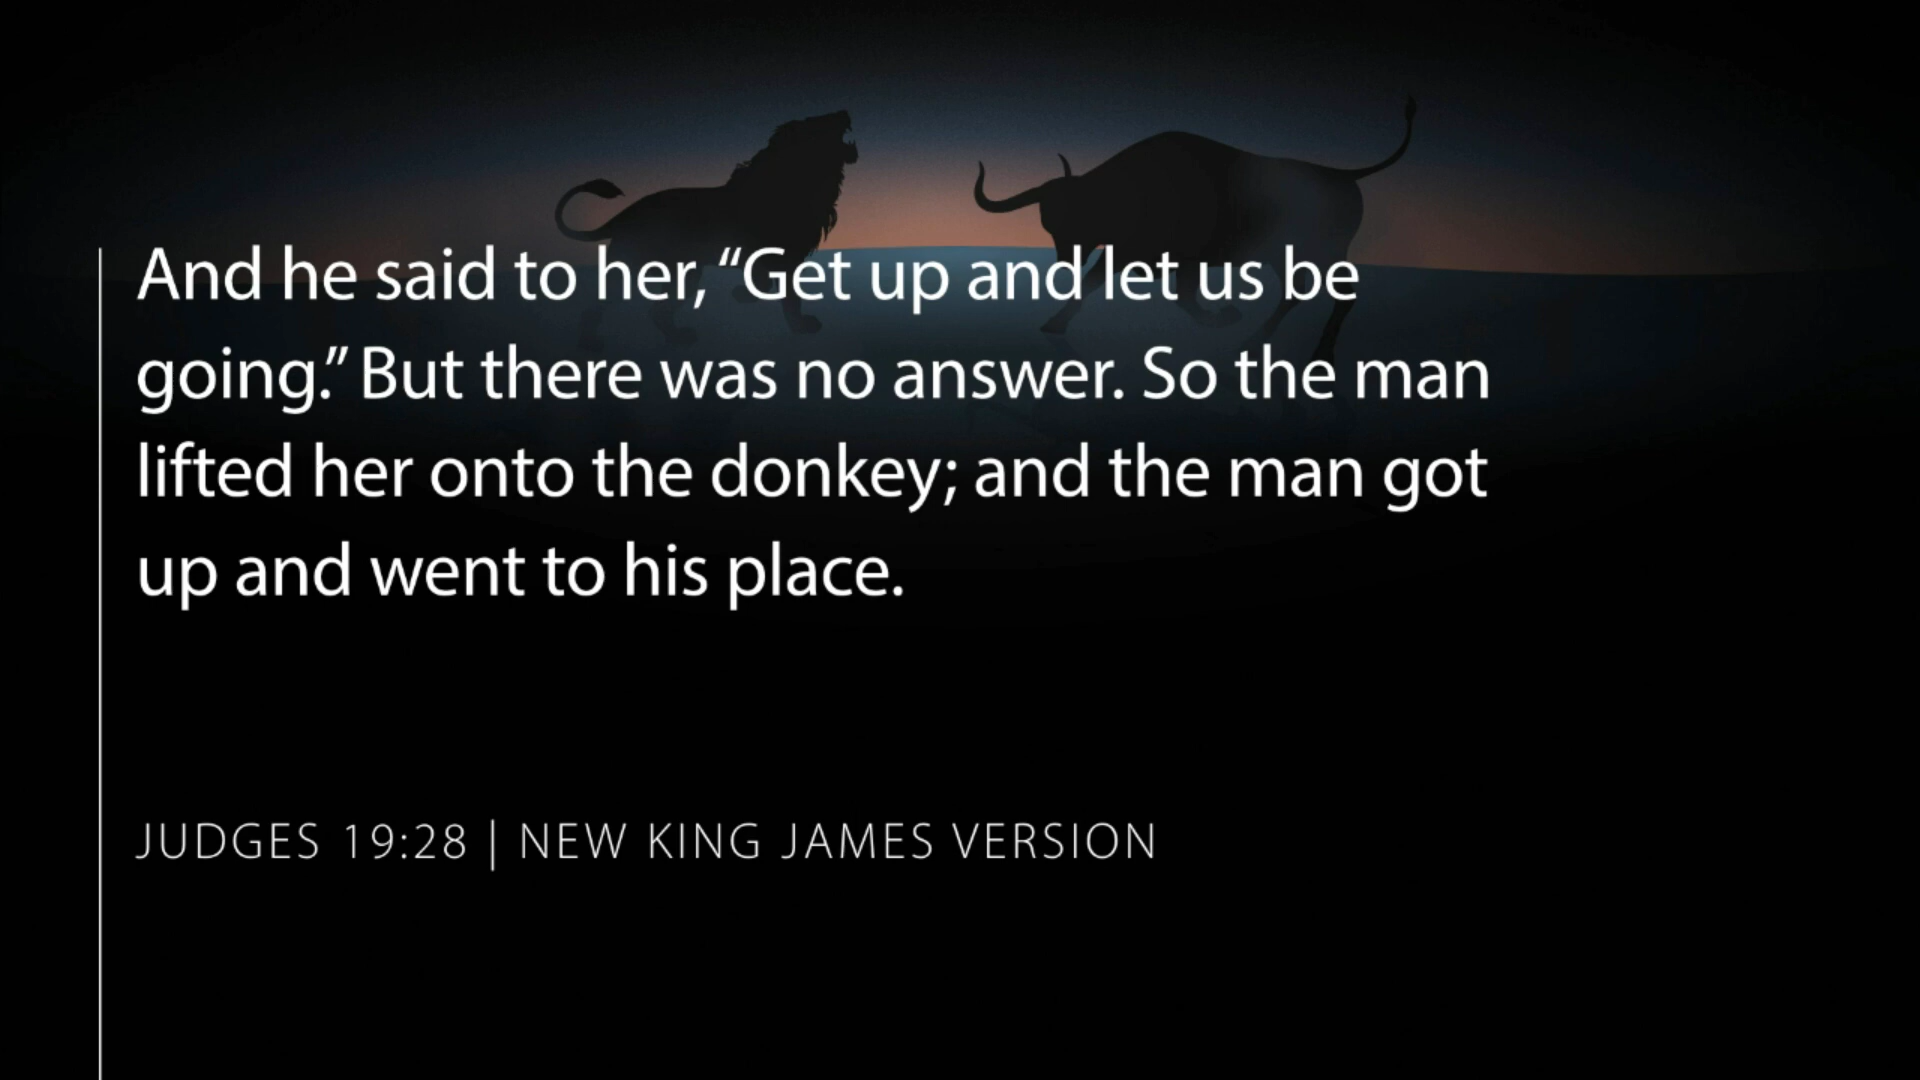 And he said to her, “Get up and let us be
going.” But there was no answer. So the man
lifted her onto the donkey; and the man got
up and went to his place.
JUDGES 19:28 | NEW KING JAMES VERSION